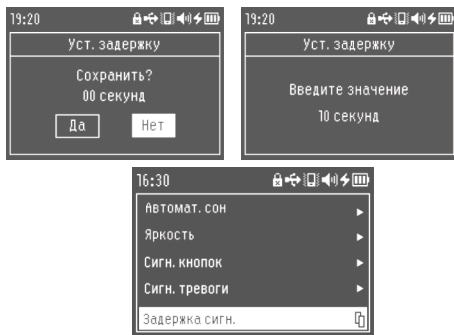 19:20
Уст. задержку
Сохранить?
00 секунд
Да Нет
19:20
Уст. задержку
Введите значение
10 секунд
16:30
Автомат. сон
Яркость
Сигн. кнопок
Сигн. тревоги
Задержка сигн.